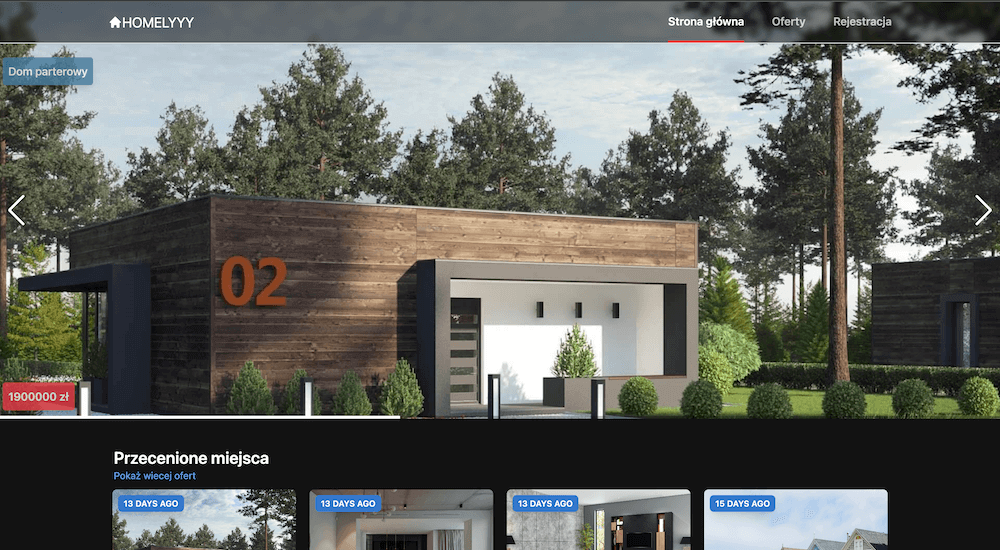 HOMELYYY
Strona główna
Oferty
Rejestracja
Dom parterowy
02
1900000 zł
Przecenione miejsca
Pokaż wiecej ofert
13 DAYS AGO
13 DAYS AGO
13 DAYS AGO
15 DAYS AGO